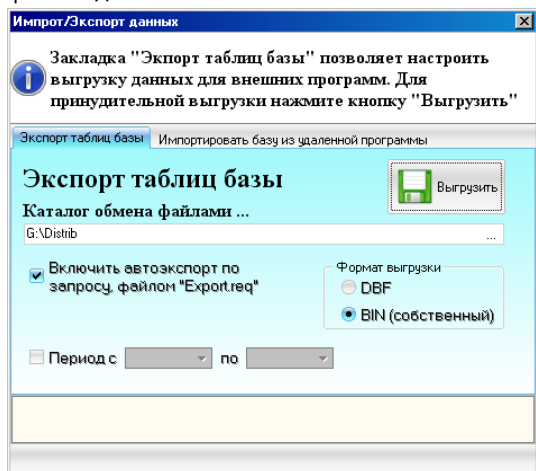 Импрот/Экспорт данных
Закладка "Экпорт таблиц базы" позволяет настроить
выгрузку данных для внешних программ. Для
принудительной выгрузки нажмите кнопку "Выгрузить"
Экспорт таблиц базы Импортировать базу из удаленной программы
Экспорт таблиц базы
Выгрузить
Каталог обмена файлами ...
G:\Distrib
...
Включить автоэкспорт по
запросу, файлом "Export.req"
Формат выгрузки
DBF
BIN (собственный)
Период с по